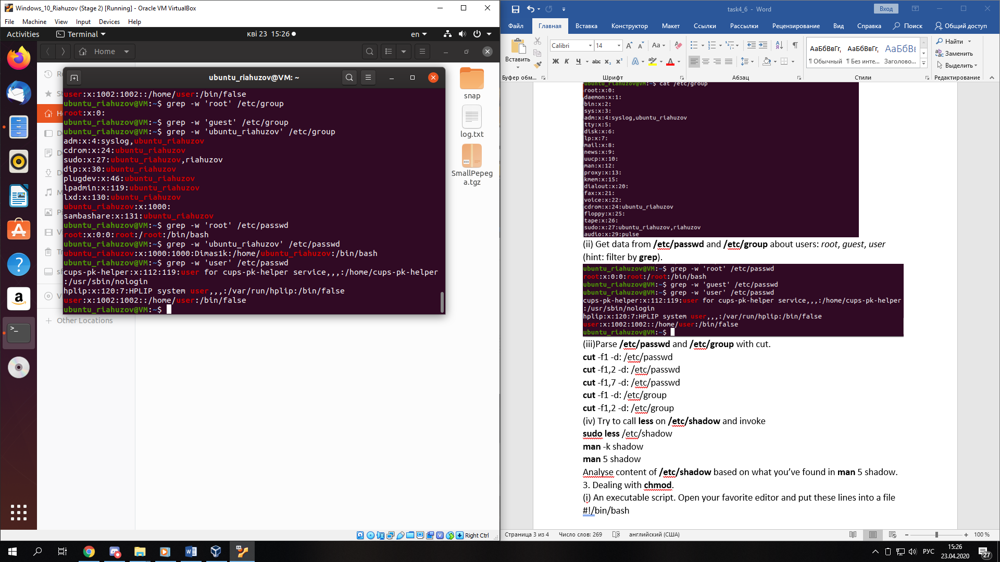 Windows_10_Riahuzov (Stage 2) [Running] - Oracle VM VirtualBox
File Machine View Input Devices Help
Activities Terminal кві 23 15:26 en
Home
ubuntu_riahuzov@VM: ~
user:x:1002:1002::/home/user:/bin/false
ubuntu_riahuzov@VM:~$ grep -w 'root' /etc/group
root:x:0:
ubuntu_riahuzov@VM:~$ grep -w 'guest' /etc/group
ubuntu_riahuzov@VM:~$ grep -w 'ubuntu_riahuzov' /etc/group
adm:x:4:syslog,ubuntu_riahuzov
cdrom:x:24:ubuntu_riahuzov
sudo:x:27:ubuntu_riahuzov,riahuzov
dip:x:30:ubuntu_riahuzov
plugdev:x:46:ubuntu_riahuzov
lpadmin:x:119:ubuntu_riahuzov
lxd:x:130:ubuntu_riahuzov
ubuntu_riahuzov:x:1000:
sambashare:x:131:ubuntu_riahuzov
ubuntu_riahuzov@VM:~$ grep -w 'root' /etc/passwd
root:x:0:0:root:/root:/bin/bash
ubuntu_riahuzov@VM:~$ grep -w 'ubuntu_riahuzov' /etc/passwd
ubuntu_riahuzov:x:1000:1000:Dimas1k:/home/ubuntu_riahuzov:/bin/bash
ubuntu_riahuzov@VM:~$ grep -w 'user' /etc/passwd
cups-pk-helper:x:112:119:user for cups-pk-helper service,,,:/home/cups-pk-helper
:/usr/sbin/nologin
hplip:x:120:7:HPLIP system user,,,:/var/run/hplip:/bin/false
user:x:1002:1002::/home/user:/bin/false
ubuntu_riahuzov@VM:~$
Other Locations
snap
log.txt
SmallPepeg
a.tgz
Right Ctrl
task4_6 - Word
Вход
Файл Главная Вставка Конструктор Макет Ссылки Рассылки Рецензирование Вид Справка Поиск Общий доступ
Вставить
Calibri 14
Aa
Ж К Ч abc x₂ x²
АаБбВвГг, АаБбВвГг, АаБбВв
¶ Обычный ¶ Без инте... Заголово...
Найти
Заменить
Выделить
Буфер обм... Шрифт Абзац Стили Редактирование
ubuntu_riahuzov@VM:~$ cat /etc/group
root:x:0:
daemon:x:1:
bin:x:2:
sys:x:3:
adm:x:4:syslog,ubuntu_riahuzov
tty:x:5:
disk:x:6:
lp:x:7:
mail:x:8:
news:x:9:
uucp:x:10:
man:x:12:
proxy:x:13:
kmem:x:15:
dialout:x:20:
fax:x:21:
voice:x:22:
cdrom:x:24:ubuntu_riahuzov
floppy:x:25:
tape:x:26:
sudo:x:27:ubuntu_riahuzov,riahuzov
audio:x:29:pulse
(ii) Get data from /etc/passwd and /etc/group about users: root, guest, user
(hint: filter by grep).
ubuntu_riahuzov@VM:~$ grep -w 'root' /etc/passwd
root:x:0:0:root:/root:/bin/bash
ubuntu_riahuzov@VM:~$ grep -w 'guest' /etc/passwd
ubuntu_riahuzov@VM:~$ grep -w 'user' /etc/passwd
cups-pk-helper:x:112:119:user for cups-pk-helper service,,,:/home/cups-pk-helper
:/usr/sbin/nologin
hplip:x:120:7:HPLIP system user,,,:/var/run/hplip:/bin/false
user:x:1002:1002::/home/user:/bin/false
ubuntu_riahuzov@VM:~$
(iii)Parse /etc/passwd and /etc/group with cut.
cut -f1 -d: /etc/passwd
cut -f1,2 -d: /etc/passwd
cut -f1,7 -d: /etc/passwd
cut -f1 -d: /etc/group
cut -f1,2 -d: /etc/group
(iv) Try to call less on /etc/shadow and invoke
sudo less /etc/shadow
man -k shadow
man 5 shadow
Analyse content of /etc/shadow based on what you’ve found in man 5 shadow.
3. Dealing with chmod.
(i) An executable script. Open your favorite editor and put these lines into a file
#!/bin/bash
Страница 3 из 4 Число слов: 269 английский (США) 100 %
РУС
15:26
23.04.2020
27